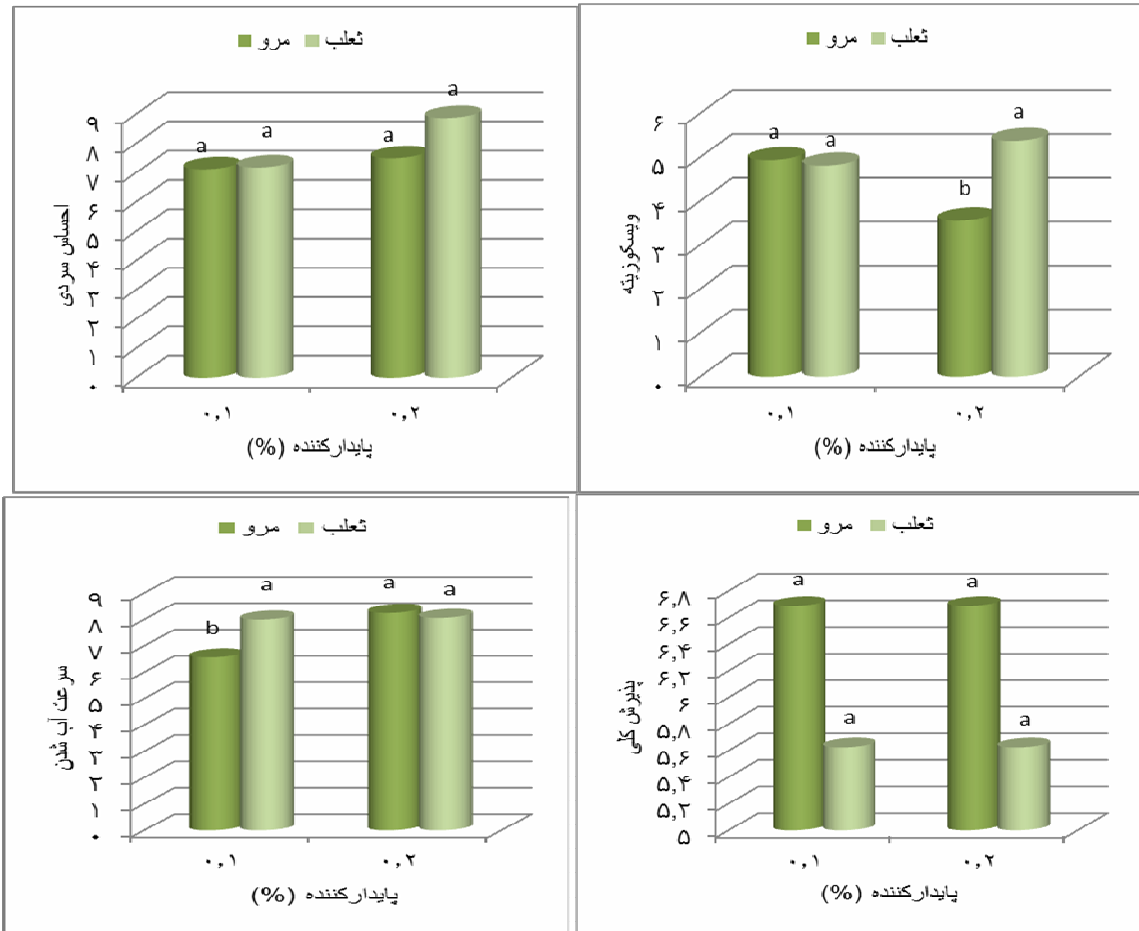 مرو ثعلب
a
a a
a
۹
۸
۷
۶
۵
۴
۳
۲
۱
۰
احساس سردی
۰,۱ ۰,۲
پایدارکننده (%)
مرو ثعلب
a
a
b
a
۶
۵
۴
۳
۲
۱
۰
ویسکوزیته
۰,۱ ۰,۲
پایدارکننده (%)
مرو ثعلب
b
a
a
a
۹
۸
۷
۶
۵
۴
۳
۲
۱
۰
سرعت آب شدن
۰,۱ ۰,۲
پایدارکننده (%)
مرو ثعلب
a
a
a
a
۶,۸
۶,۶
۶,۴
۶,۲
۶
۵,۸
۵,۶
۵,۴
۵,۲
۵
پذیرش کلی
۰,۱ ۰,۲
پایدارکننده (%)